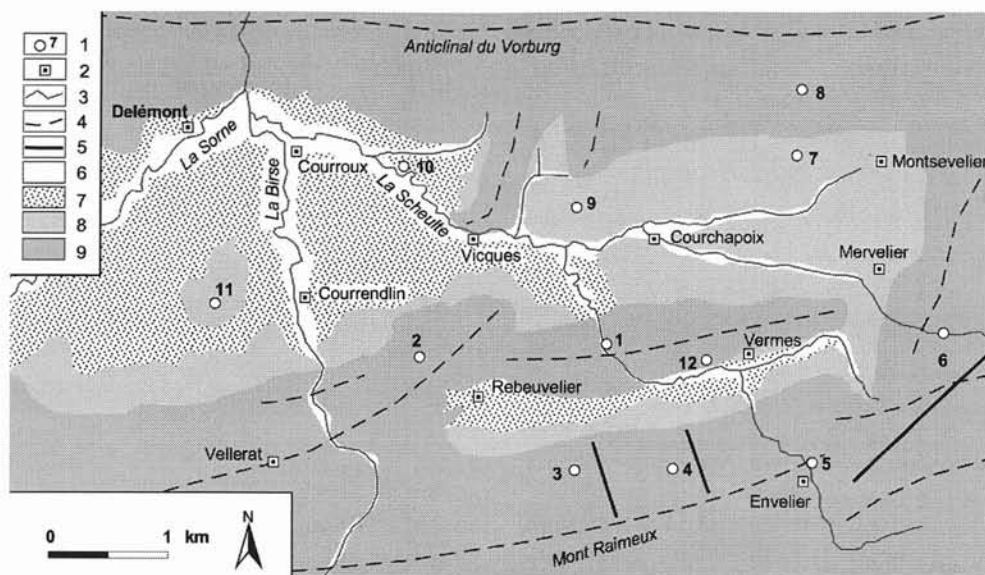 7 1
2
3
4
5
6
7
8
9
Anticlinal du Vorburg
8
Delémont
La Sorne
Courroux
10
7
Montsevelier
La Birse
La Scheulte
9
Vicques
Courchapoix
Mervelier
11
Courrendlin
2
1
12
Vermes
6
Rebeuvelier
Vellerat
3
4
5
Envelier
Mont Raimeux
0 1 km
N